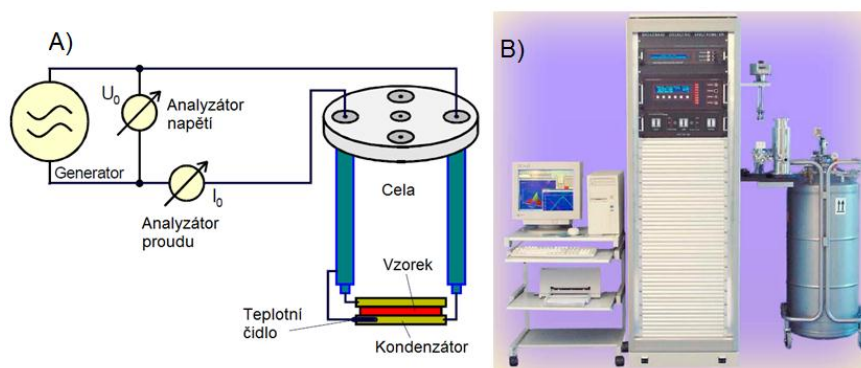 A)
U₀
Analyzátor
napětí
Generator
I₀
Analyzátor
proudu
Cela
Vzorek
Teplotní
čidlo
Kondenzátor
B)